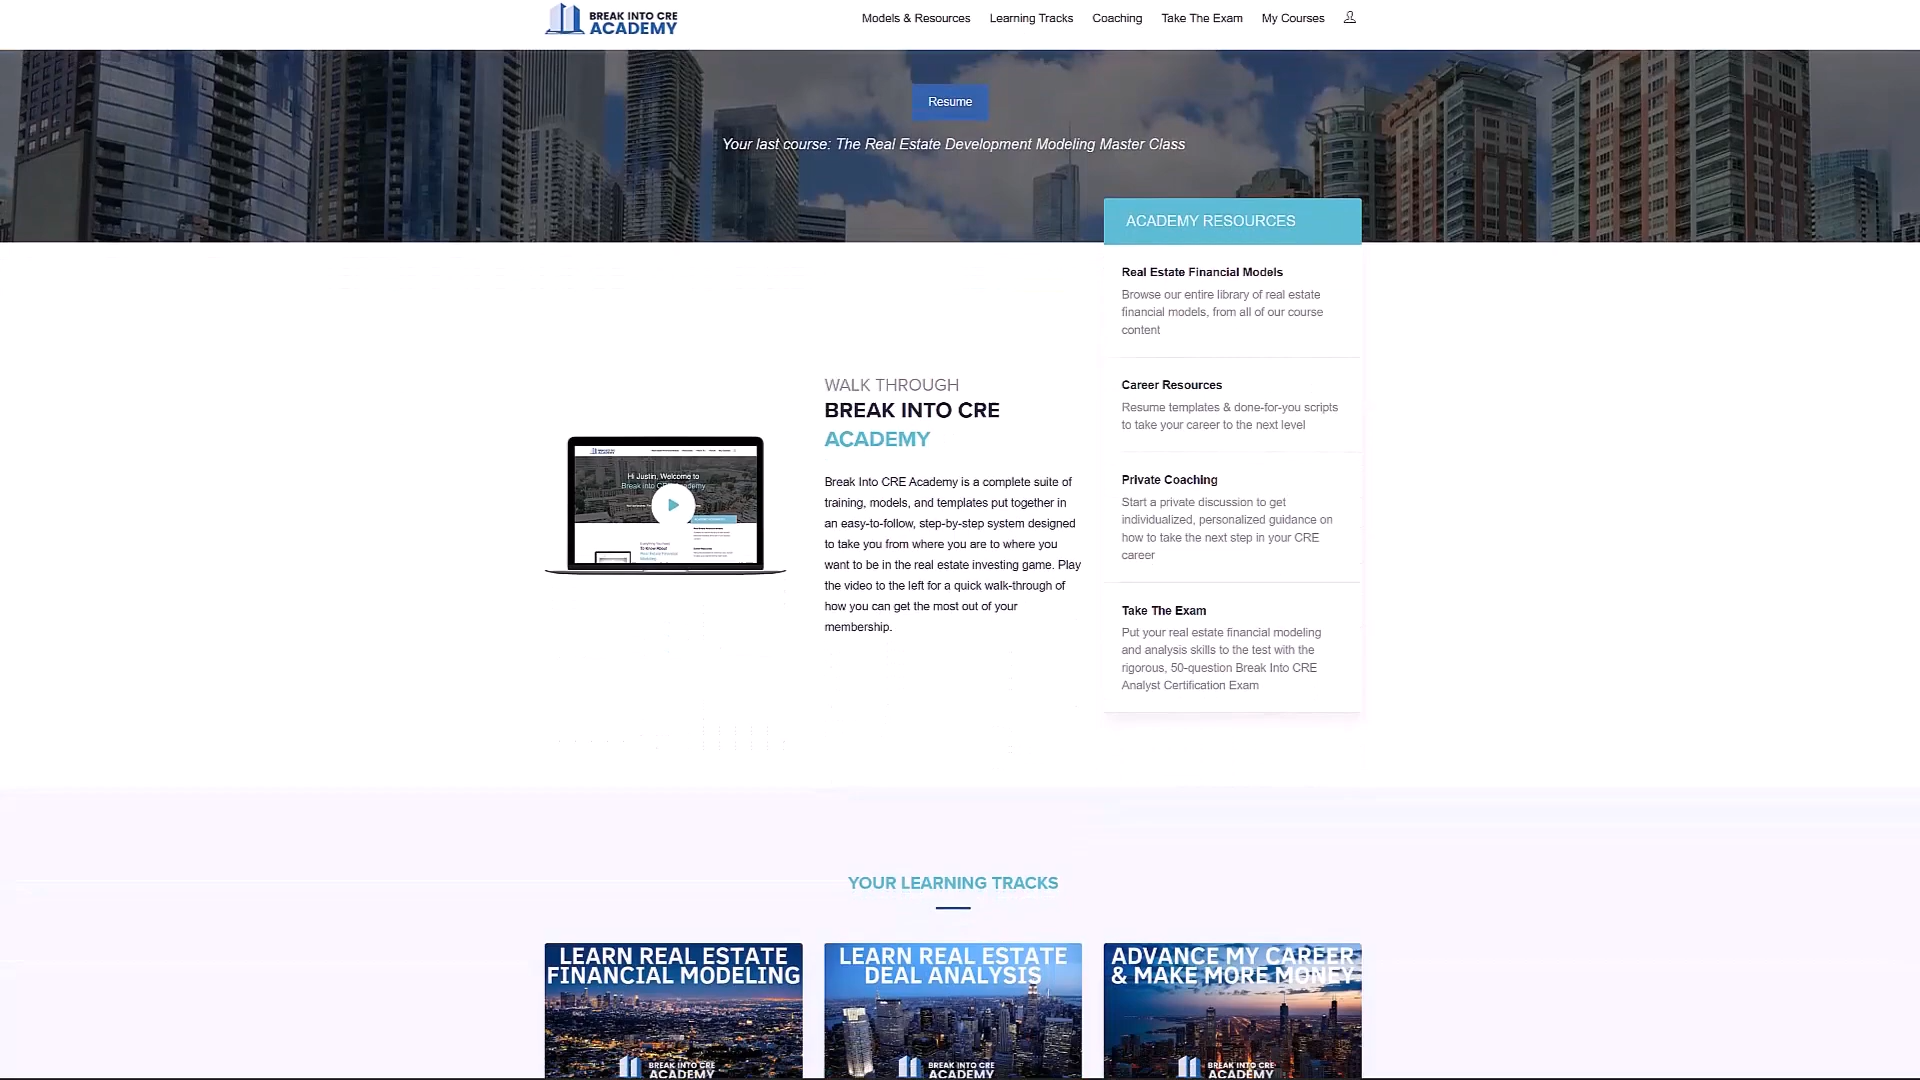 BREAK INTO CRE
ACADEMY
Models & Resources
Learning Tracks
Coaching
Take The Exam
My Courses
Resume
Your last course: The Real Estate Development Modeling Master Class
ACADEMY RESOURCES
Real Estate Financial Models
Browse our entire library of real estate
financial models, from all of our course
content
Career Resources
Resume templates & done-for-you scripts
to take your career to the next level
Private Coaching
Start a private discussion to get
individualized, personalized guidance on
how to take the next step in your CRE
career
Take The Exam
Put your real estate financial modeling
and analysis skills to the test with the
rigorous, 50-question Break Into CRE
Analyst Certification Exam
Hi Justin, Welcome to
WALK THROUGH
BREAK INTO CRE
ACADEMY
Break Into CRE Academy is a complete suite of
training, models, and templates put together in
an easy-to-follow, step-by-step system designed
to take you from where you are to where you
want to be in the real estate investing game. Play
the video to the left for a quick walk-through of
how you can get the most out of your
membership.
YOUR LEARNING TRACKS
LEARN REAL ESTATE
FINANCIAL MODELING
BREAK INTO CRE
ACADEMY
LEARN REAL ESTATE
DEAL ANALYSIS
BREAK INTO CRE
ACADEMY
ADVANCE MY CAREER
& MAKE MORE MONEY
BREAK INTO CRE
ACADEMY